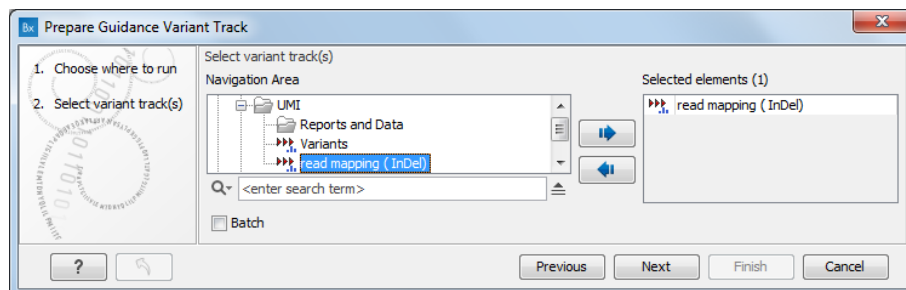 Bx Prepare Guidance Variant Track
1. Choose where to run
2. Select variant track(s)
Select variant track(s)
Navigation Area
UMI
Reports and Data
Variants
read mapping (InDel)
<enter search term>
Batch
Selected elements (1)
read mapping (InDel)
?
Previous
Next
Finish
Cancel